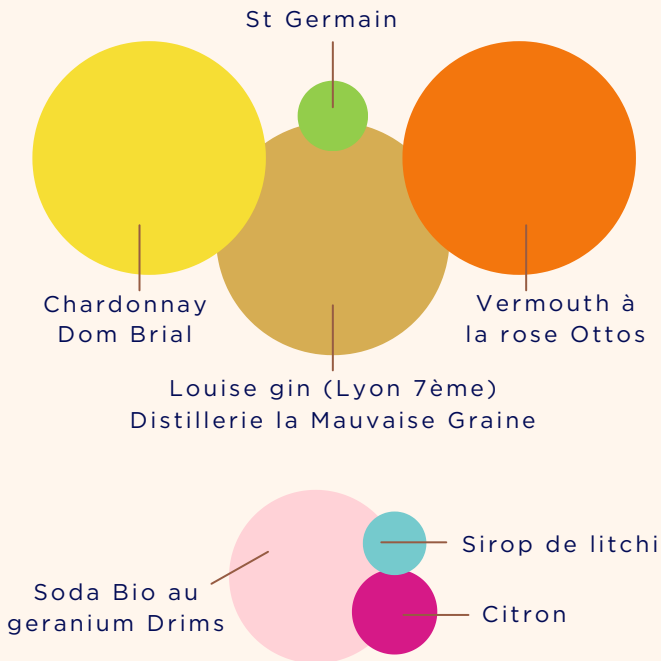 St Germain
Chardonnay
Dom Brial
Vermouth à
la rose Ottos
Louise gin (Lyon 7ème)
Distillerie la Mauvaise Graine
Sirop de litchi
Soda Bio au
geranium Drims
Citron